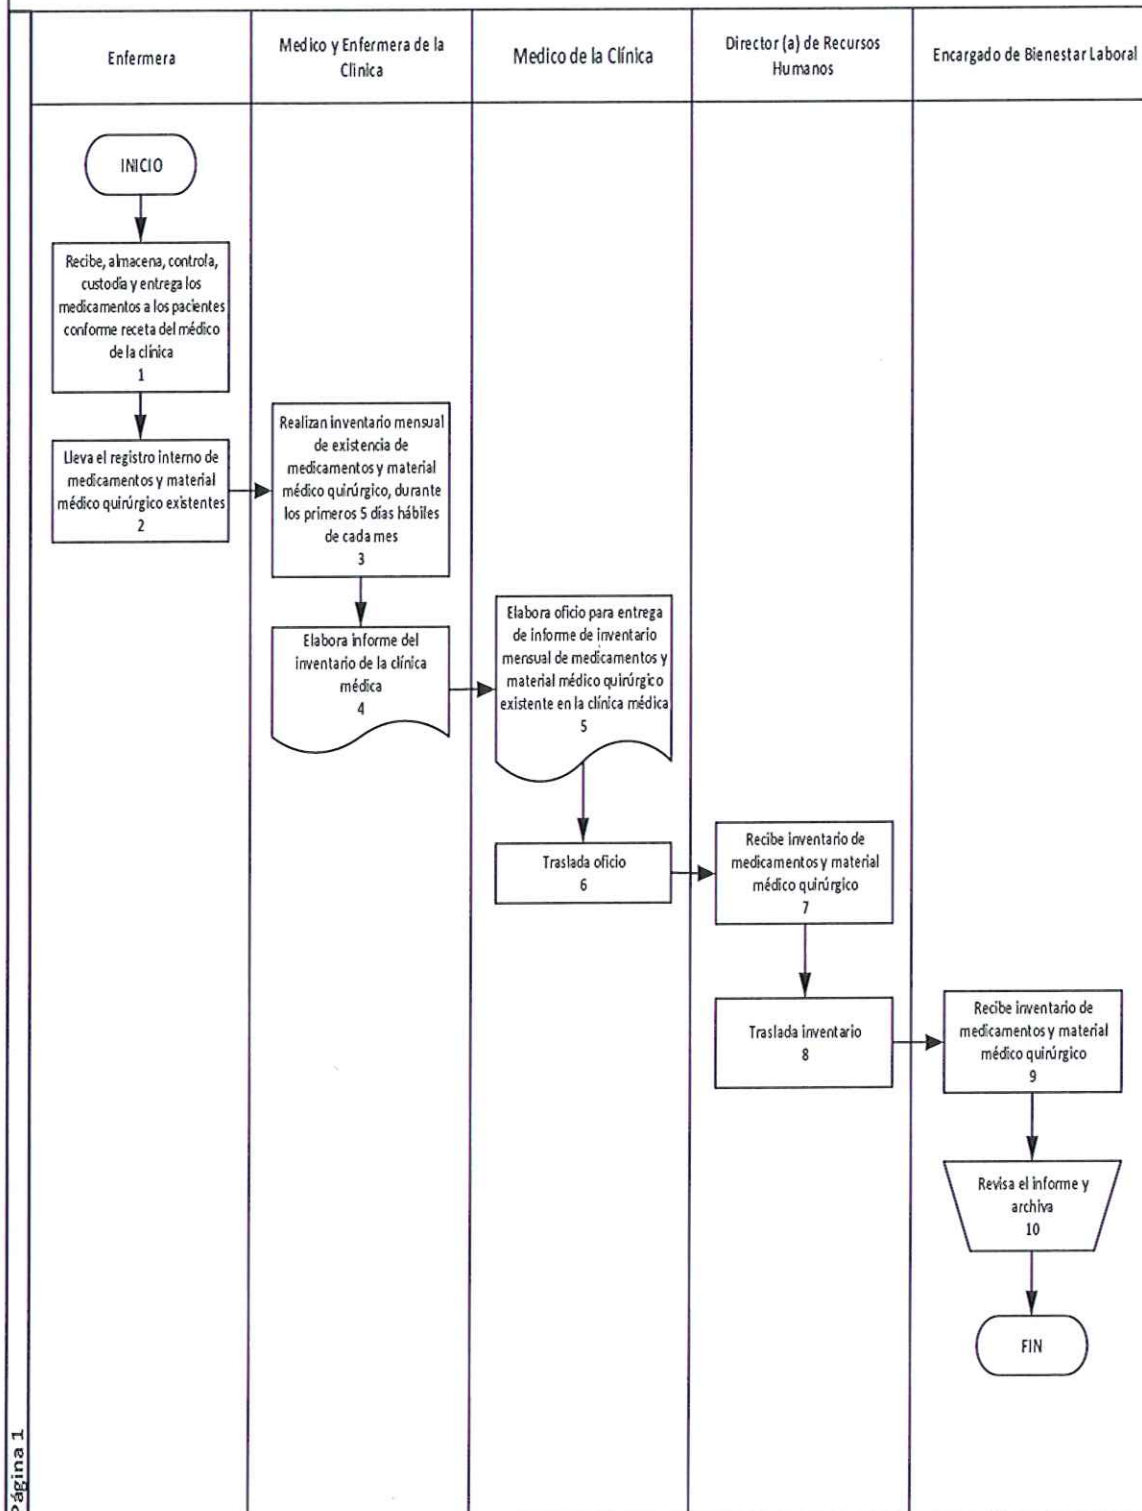 Enfermera
Medico y Enfermera de la
Clinica
Medico de la Clínica
Director (a) de Recursos
Humanos
Encargado de Bienestar Laboral
INICIO
Recibe, almacena, controla,
custodia y entrega los
medicamentos a los pacientes
conforme receta del médico
de la clínica
1
Lleva el registro interno de
medicamentos y material
médico quirúrgico existentes
2
Realizan inventario mensual
de existencia de
medicamentos y material
médico quirúrgico, durante
los primeros 5 días hábiles
de cada mes
3
Elabora informe del
inventario de la clínica
médica
4
Elabora oficio para entrega
de informe de inventario
mensual de medicamentos y
material médico quirúrgico
existente en la clínica médica
5
Traslada oficio
6
Recibe inventario de
medicamentos y material
médico quirúrgico
7
Traslada inventario
8
Recibe inventario de
medicamentos y material
médico quirúrgico
9
Revisa el informe y
archiva
10
FIN
Página 1